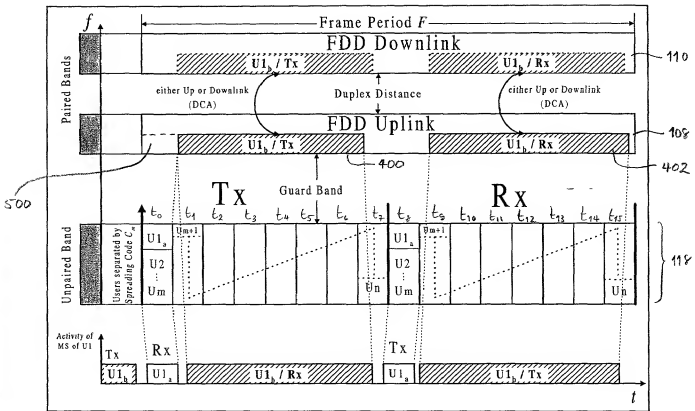 f
Frame Period F
FDD Downlink
U1b / Tx
U1b / Rx
110
Paired Bands
either Up or Downlink
(DCA)
Duplex Distance
either Up or Downlink
(DCA)
FDD Uplink
108
U1b / Tx
U1b / Rx
400
402
500
Guard Band
Tx
Rx
t0 t1 t2 t3 t4 t5 t6 t7 t8 t9 t10 t11 t12 t13 t14 t15
Unpaired Band
Users separated by
Spreading Code Cn
U1a
U2
⋮
Um
Um+1
Un
U1a
U2
⋮
Um
Um+1
Un
118
Activity of
MS of U1
Tx
Rx
Tx
U1b
U1a
U1b / Rx
U1a
U1b / Tx
t